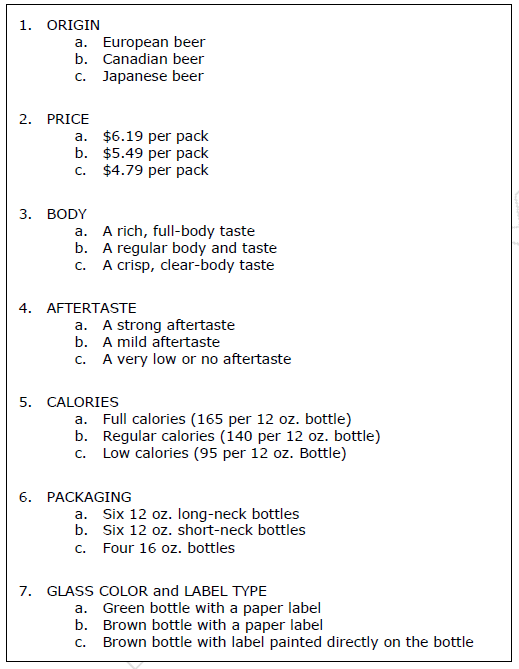 1. ORIGIN
a. European beer
b. Canadian beer
c. Japanese beer
2. PRICE
a. $6.19 per pack
b. $5.49 per pack
c. $4.79 per pack
3. BODY
a. A rich, full-body taste
b. A regular body and taste
c. A crisp, clear-body taste
4. AFTERTASTE
a. A strong aftertaste
b. A mild aftertaste
c. A very low or no aftertaste
5. CALORIES
a. Full calories (165 per 12 oz. bottle)
b. Regular calories (140 per 12 oz. bottle)
c. Low calories (95 per 12 oz. Bottle)
6. PACKAGING
a. Six 12 oz. long-neck bottles
b. Six 12 oz. short-neck bottles
c. Four 16 oz. bottles
7. GLASS COLOR and LABEL TYPE
a. Green bottle with a paper label
b. Brown bottle with a paper label
c. Brown bottle with label painted directly on the bottle